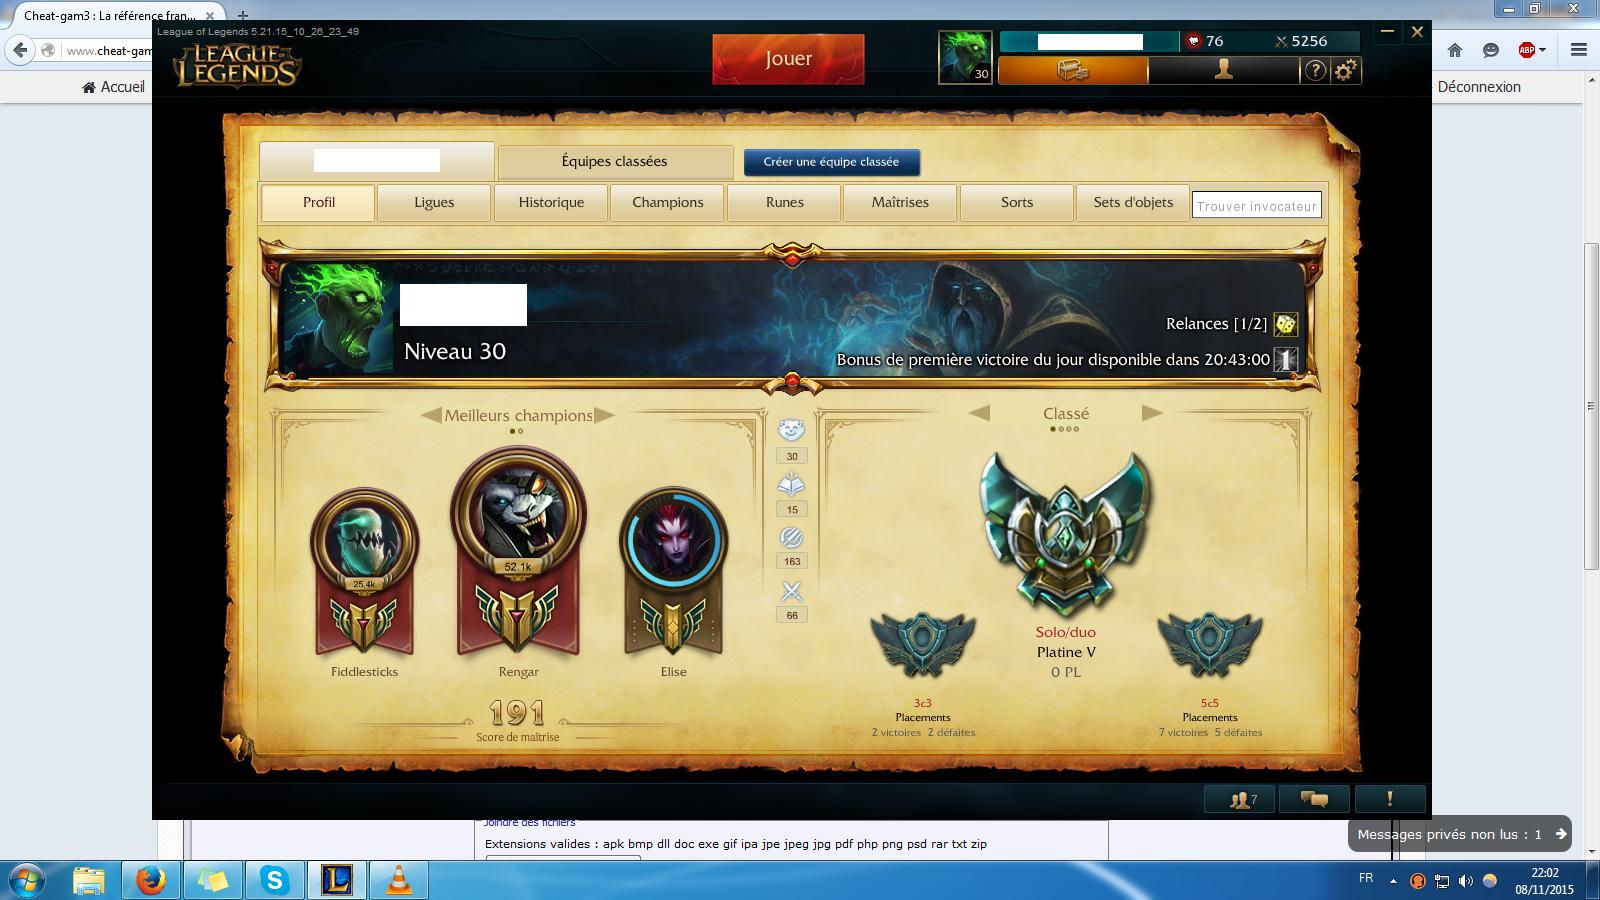 Cheat-gam3 : La référence fran...
www.cheat-gam
Accueil
Déconnexion
League of Legends 5.21.15_10_26_23_49
LEAGUE OF LEGENDS
Jouer
30
76
5256
?
Équipes classées
Créer une équipe classée
Profil
Ligues
Historique
Champions
Runes
Maîtrises
Sorts
Sets d'objets
Trouver invocateur
Niveau 30
Relances [1/2]
Bonus de première victoire du jour disponible dans 20:43:00
1
Meilleurs champions
25.4k
52.1k
Fiddlesticks
Rengar
Elise
191
Score de maîtrise
30
15
163
66
Classé
Solo/duo
Platine V
0 PL
3c3
Placements
2 victoires 2 défaites
5c5
Placements
7 victoires 5 défaites
7
!
Joindre des fichiers
Extensions valides : apk bmp dll doc exe gif ipa jpe jpeg jpg pdf php png psd rar txt zip
Messages privés non lus : 1
ABP
S
L
FR
22:02
08/11/2015